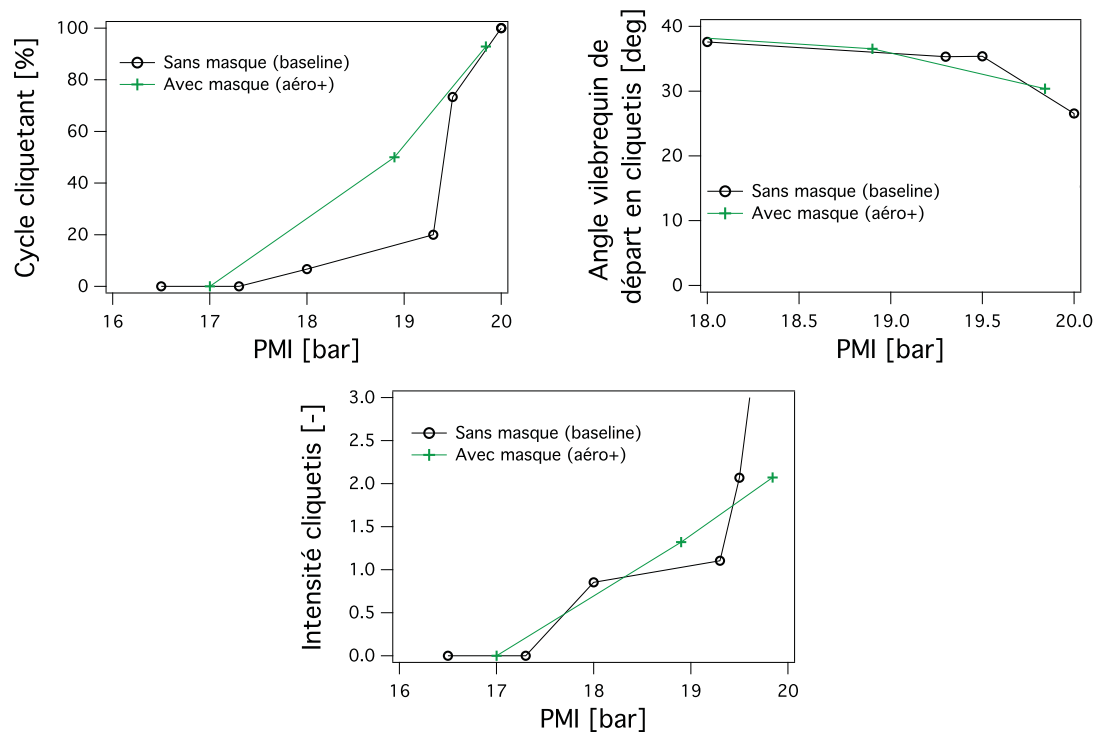 Cycle cliquetant [%]
100
80
60
40
20
0
Sans masque (baseline)
Avec masque (aéro+)
16 17 18 19 20
PMI [bar]
Angle vilebrequin de
départ en cliquetis [deg]
40
30
20
10
0
Sans masque (baseline)
Avec masque (aéro+)
18.0 18.5 19.0 19.5 20.0
PMI [bar]
Intensité cliquetis [-]
3.0
2.5
2.0
1.5
1.0
0.5
0.0
Sans masque (baseline)
Avec masque (aéro+)
16 17 18 19 20
PMI [bar]